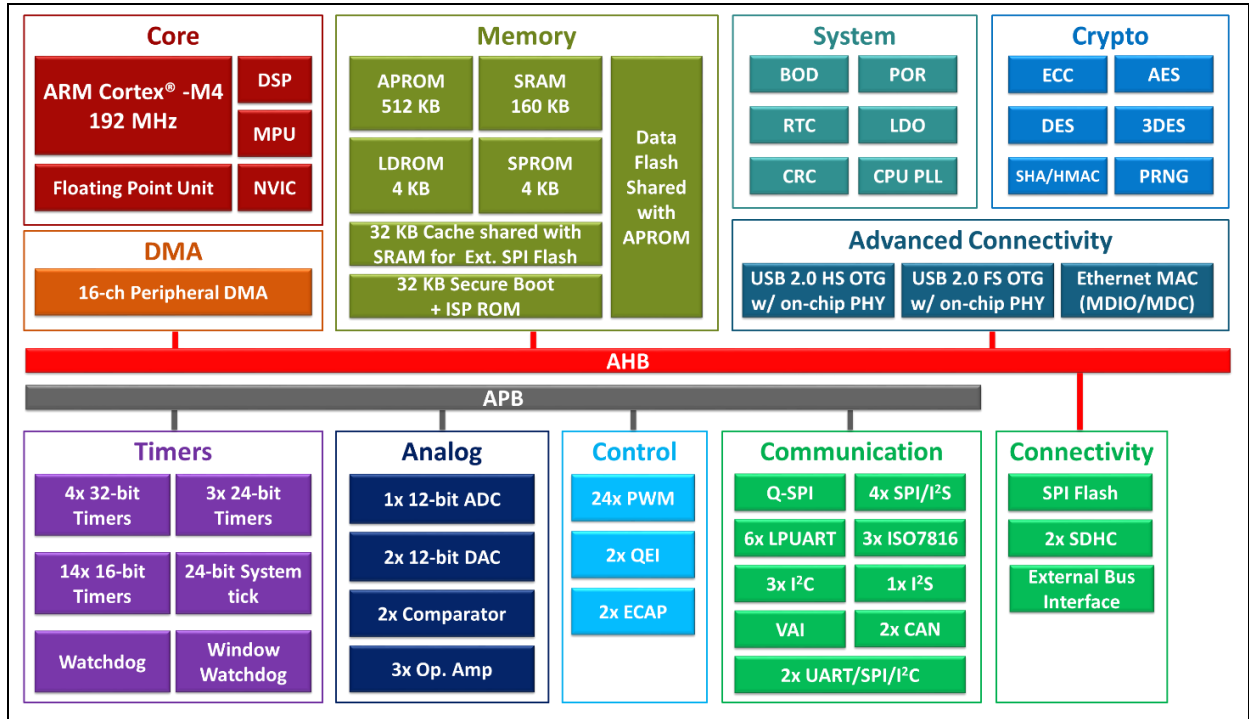 Core
ARM Cortex® -M4
192 MHz
DSP
MPU
Floating Point Unit
NVIC
DMA
16-ch Peripheral DMA
Memory
APROM
512 KB
SRAM
160 KB
LDROM
4 KB
SPROM
4 KB
Data
Flash
Shared
with
APROM
32 KB Cache shared with
SRAM for Ext. SPI Flash
32 KB Secure Boot
+ ISP ROM
System
BOD
POR
RTC
LDO
CRC
CPU PLL
Crypto
ECC
AES
DES
3DES
SHA/HMAC
PRNG
Advanced Connectivity
USB 2.0 HS OTG
w/ on-chip PHY
USB 2.0 FS OTG
w/ on-chip PHY
Ethernet MAC
(MDIO/MDC)
AHB
APB
Timers
4x 32-bit
Timers
3x 24-bit
Timers
14x 16-bit
Timers
24-bit System
tick
Watchdog
Window
Watchdog
Analog
1x 12-bit ADC
2x 12-bit DAC
2x Comparator
3x Op. Amp
Control
24x PWM
2x QEI
2x ECAP
Communication
Q-SPI
4x SPI/I²S
6x LPUART
3x ISO7816
3x I²C
1x I²S
VAI
2x CAN
2x UART/SPI/I²C
Connectivity
SPI Flash
2x SDHC
External Bus
Interface